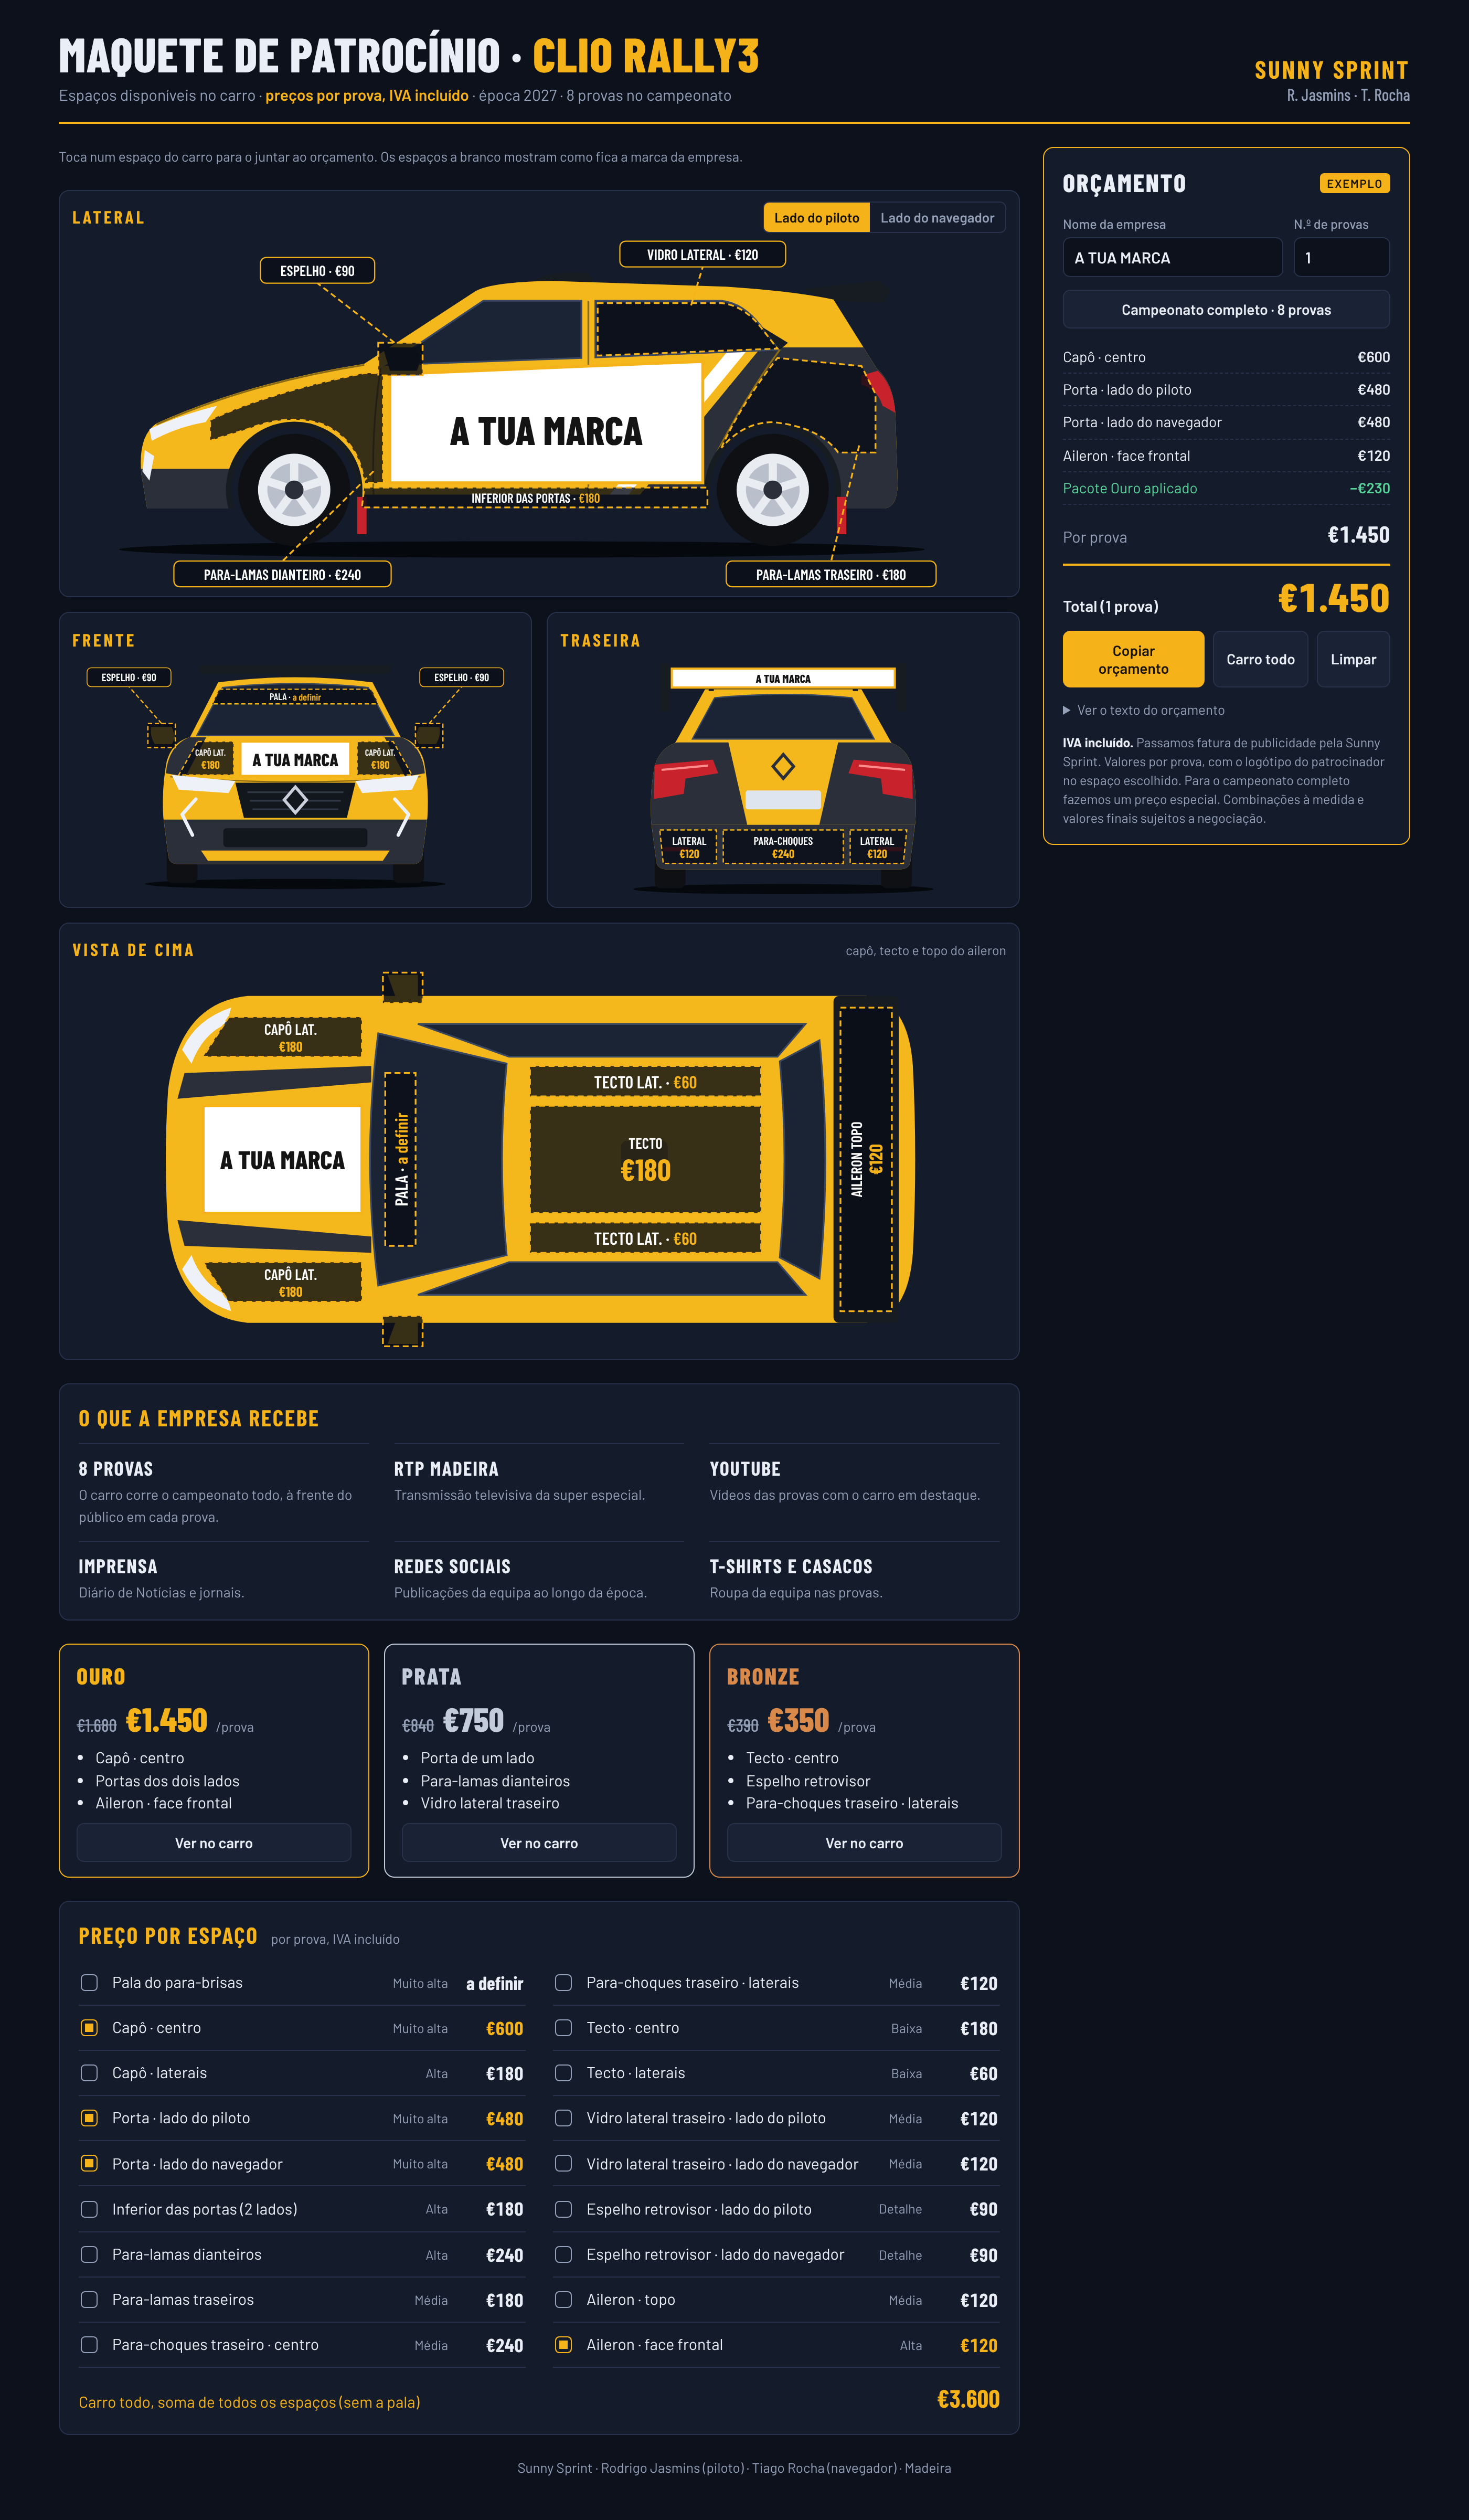 MAQUETE DE PATROCÍNIO · CLIO RALLY3
Espaços disponíveis no carro · preços por prova, IVA incluído · época 2027 · 8 provas no campeonato
SUNNY SPRINT
R. Jasmins · T. Rocha
Toca num espaço do carro para o juntar ao orçamento. Os espaços a branco mostram como fica a marca da empresa.
LATERAL
Lado do piloto
Lado do navegador
ESPELHO · €90
VIDRO LATERAL · €120
A TUA MARCA
INFERIOR DAS PORTAS · €180
PARA-LAMAS DIANTEIRO · €240
PARA-LAMAS TRASEIRO · €180
FRENTE
ESPELHO · €90
ESPELHO · €90
PALA · a definir
CAPÔ LAT.
€180
A TUA MARCA
CAPÔ LAT.
€180
TRASEIRA
A TUA MARCA
LATERAL
€120
PARA-CHOQUES
€240
LATERAL
€120
VISTA DE CIMA
capô, tecto e topo do aileron
CAPÔ LAT.
€180
A TUA MARCA
CAPÔ LAT.
€180
PALA · a definir
TECTO LAT. · €60
TECTO
€180
TECTO LAT. · €60
AILERON TOPO
€120
ORÇAMENTO
EXEMPLO
Nome da empresa
N.º de provas
A TUA MARCA
1
Campeonato completo · 8 provas
Capô · centro €600
Porta · lado do piloto €480
Porta · lado do navegador €480
Aileron · face frontal €120
Pacote Ouro aplicado −€230
Por prova €1.450
Total (1 prova) €1.450
Copiar
orçamento
Carro todo
Limpar
Ver o texto do orçamento
IVA incluído. Passamos fatura de publicidade pela Sunny
Sprint. Valores por prova, com o logótipo do patrocinador
no espaço escolhido. Para o campeonato completo
fazemos um preço especial. Combinações à medida e
valores finais sujeitos a negociação.
O QUE A EMPRESA RECEBE
8 PROVAS
O carro corre o campeonato todo, à frente do
público em cada prova.
RTP MADEIRA
Transmissão televisiva da super especial.
YOUTUBE
Vídeos das provas com o carro em destaque.
IMPRENSA
Diário de Notícias e jornais.
REDES SOCIAIS
Publicações da equipa ao longo da época.
T-SHIRTS E CASACOS
Roupa da equipa nas provas.
OURO
€1.680 €1.450 /prova
• Capô · centro
• Portas dos dois lados
• Aileron · face frontal
Ver no carro
PRATA
€840 €750 /prova
• Porta de um lado
• Para-lamas dianteiros
• Vidro lateral traseiro
Ver no carro
BRONZE
€390 €350 /prova
• Tecto · centro
• Espelho retrovisor
• Para-choques traseiro · laterais
Ver no carro
PREÇO POR ESPAÇO por prova, IVA incluído
Pala do para-brisas Muito alta a definir
Capô · centro Muito alta €600
Capô · laterais Alta €180
Porta · lado do piloto Muito alta €480
Porta · lado do navegador Muito alta €480
Inferior das portas (2 lados) Alta €180
Para-lamas dianteiros Alta €240
Para-lamas traseiros Média €180
Para-choques traseiro · centro Média €240
Para-choques traseiro · laterais Média €120
Tecto · centro Baixa €180
Tecto · laterais Baixa €60
Vidro lateral traseiro · lado do piloto Média €120
Vidro lateral traseiro · lado do navegador Média €120
Espelho retrovisor · lado do piloto Detalhe €90
Espelho retrovisor · lado do navegador Detalhe €90
Aileron · topo Média €120
Aileron · face frontal Alta €120
Carro todo, soma de todos os espaços (sem a pala) €3.600
Sunny Sprint · Rodrigo Jasmins (piloto) · Tiago Rocha (navegador) · Madeira